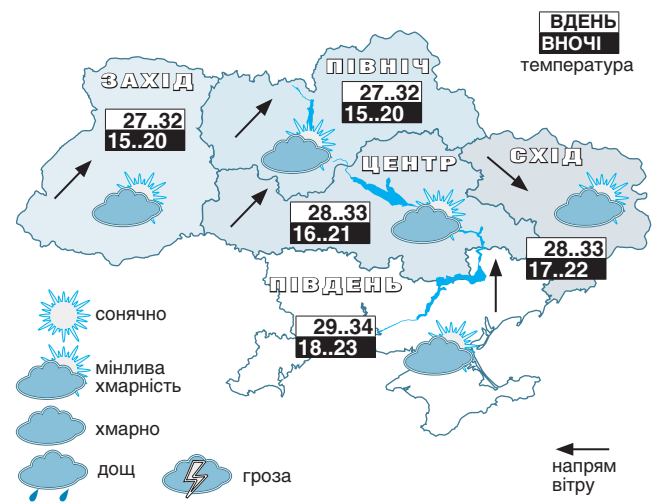 ВДЕНЬ
ВНОЧІ
температура
ПІВНІЧ
27..32
15..20
ЗАХІД
27..32
15..20
ЦЕНТР
28..33
16..21
СХІД
28..33
17..22
ПІВДЕНЬ
29..34
18..23
сонячно
мінлива
хмарність
хмарно
дощ
гроза
напрям
вітру